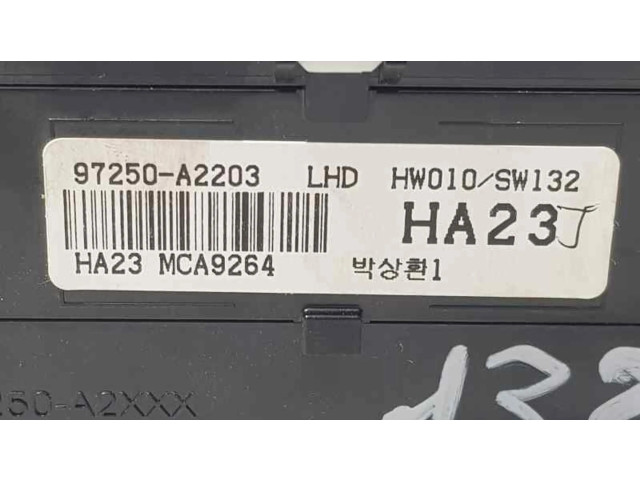 97250-A2203 LHD HW010/SW132
HA23 J
HA23 MCA9264 박상환1
250-A2XXX